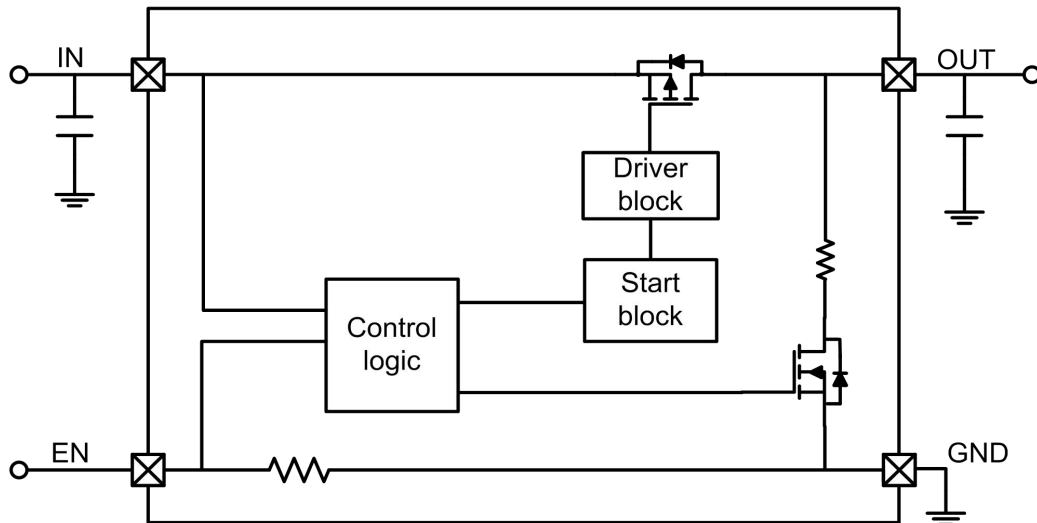 IN
OUT
Driver
block
Start
block
Control
logic
EN
GND